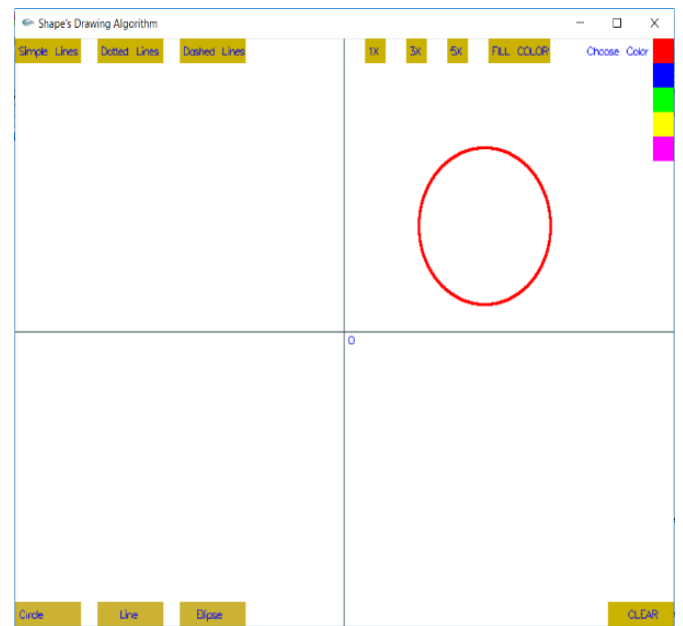 Shape's Drawing Algorithm
Simple Lines Dotted Lines Dashed Lines 1X 3X 5X FILL COLOR Choose Color
O
Circle Line Elipse CLEAR